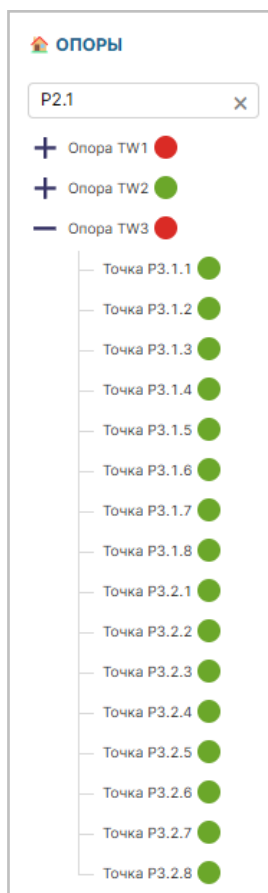 ОПОРЫ
P2.1
Опора TW1
Опора TW2
Опора TW3
Точка P3.1.1
Точка P3.1.2
Точка P3.1.3
Точка P3.1.4
Точка P3.1.5
Точка P3.1.6
Точка P3.1.7
Точка P3.1.8
Точка P3.2.1
Точка P3.2.2
Точка P3.2.3
Точка P3.2.4
Точка P3.2.5
Точка P3.2.6
Точка P3.2.7
Точка P3.2.8